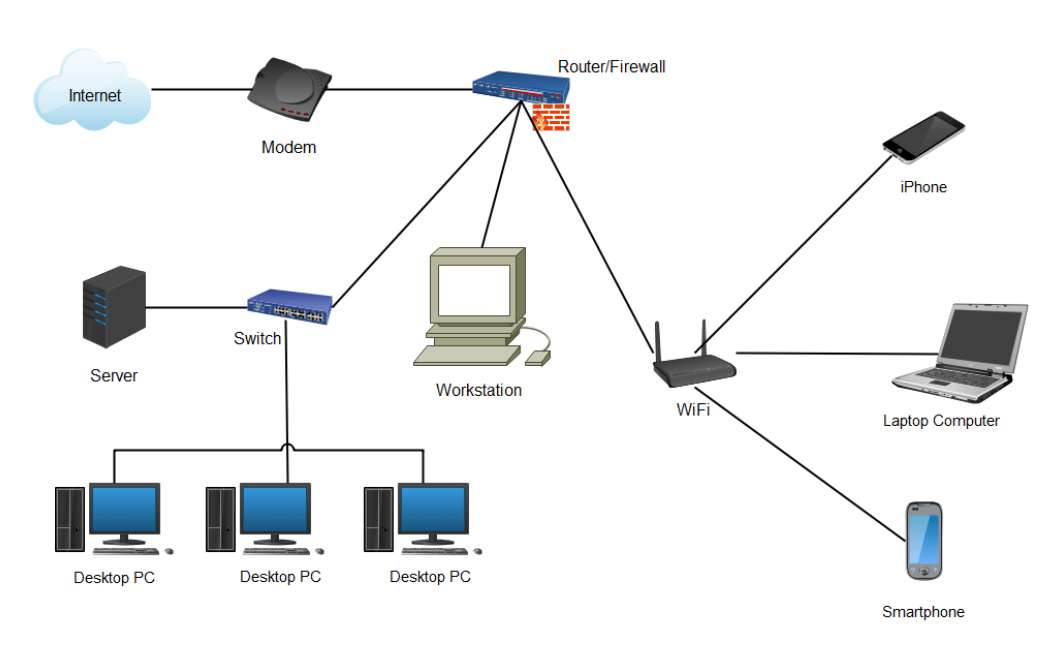 Router/Firewall
Internet
Modem
iPhone
Switch
Server
Workstation
WiFi
Laptop Computer
Desktop PC
Desktop PC
Desktop PC
Smartphone